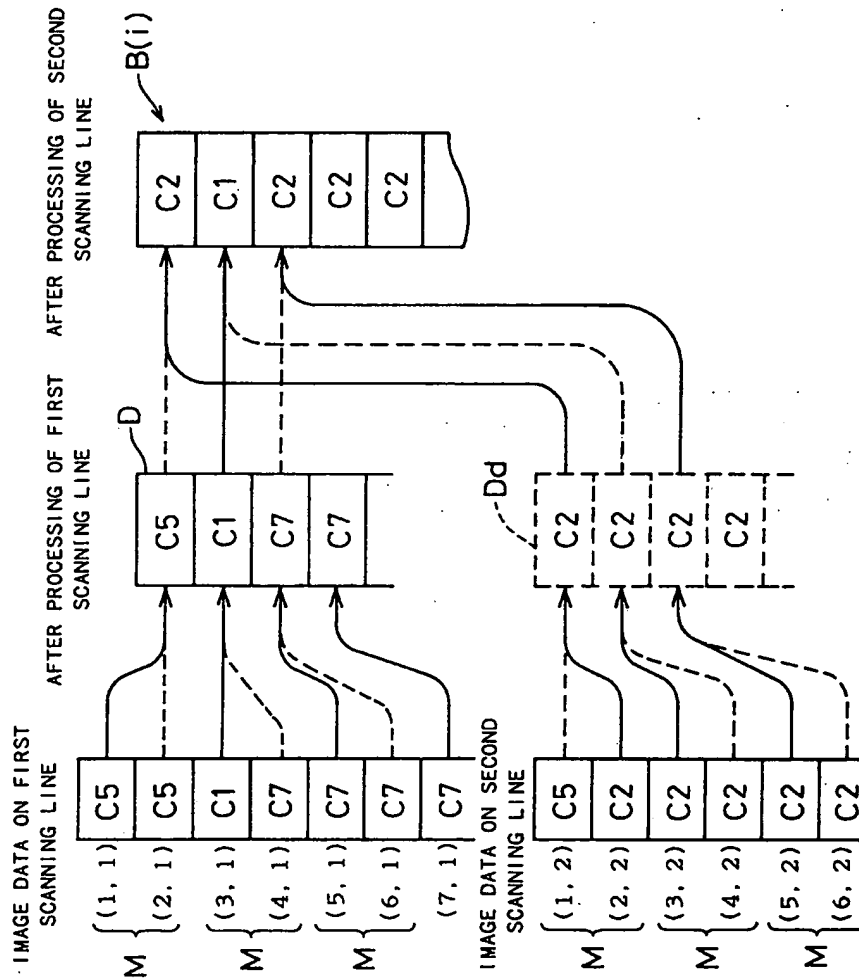 IMAGE DATA ON FIRST
SCANNING LINE
AFTER PROCESSING OF FIRST
SCANNING LINE
AFTER PROCESSING OF SECOND
SCANNING LINE
M
(1, 1) C5
(2, 1) C5
M
(3, 1) C1
(4, 1) C7
M
(5, 1) C7
(6, 1) C7
(7, 1) C7
D
C5
C1
C7
C7
B(i)
C2
C1
C2
C2
C2
IMAGE DATA ON SECOND
SCANNING LINE
M
(1, 2) C5
(2, 2) C2
M
(3, 2) C2
(4, 2) C2
M
(5, 2) C2
(6, 2) C2
Dd
C2
C2
C2
C2